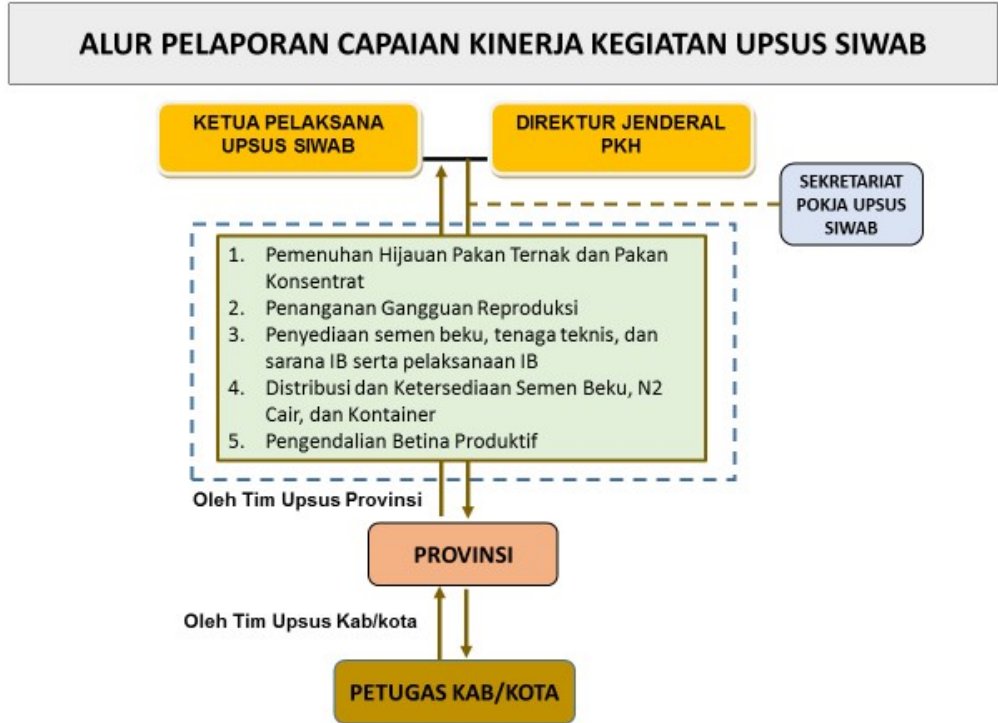 ALUR PELAPORAN CAPAIAN KINERJA KEGIATAN UPSUS SIWAB
KETUA PELAKSANA
UPSUS SIWAB
DIREKTUR JENDERAL
PKH
SEKRETARIAT
POKJA UPSUS
SIWAB
1. Pemenuhan Hijauan Pakan Ternak dan Pakan
Konsentrat
2. Penanganan Gangguan Reproduksi
3. Penyediaan semen beku, tenaga teknis, dan
sarana IB serta pelaksanaan IB
4. Distribusi dan Ketersediaan Semen Beku, N2
Cair, dan Kontainer
5. Pengendalian Betina Produktif
Oleh Tim Upsus Provinsi
PROVINSI
Oleh Tim Upsus Kab/kota
PETUGAS KAB/KOTA